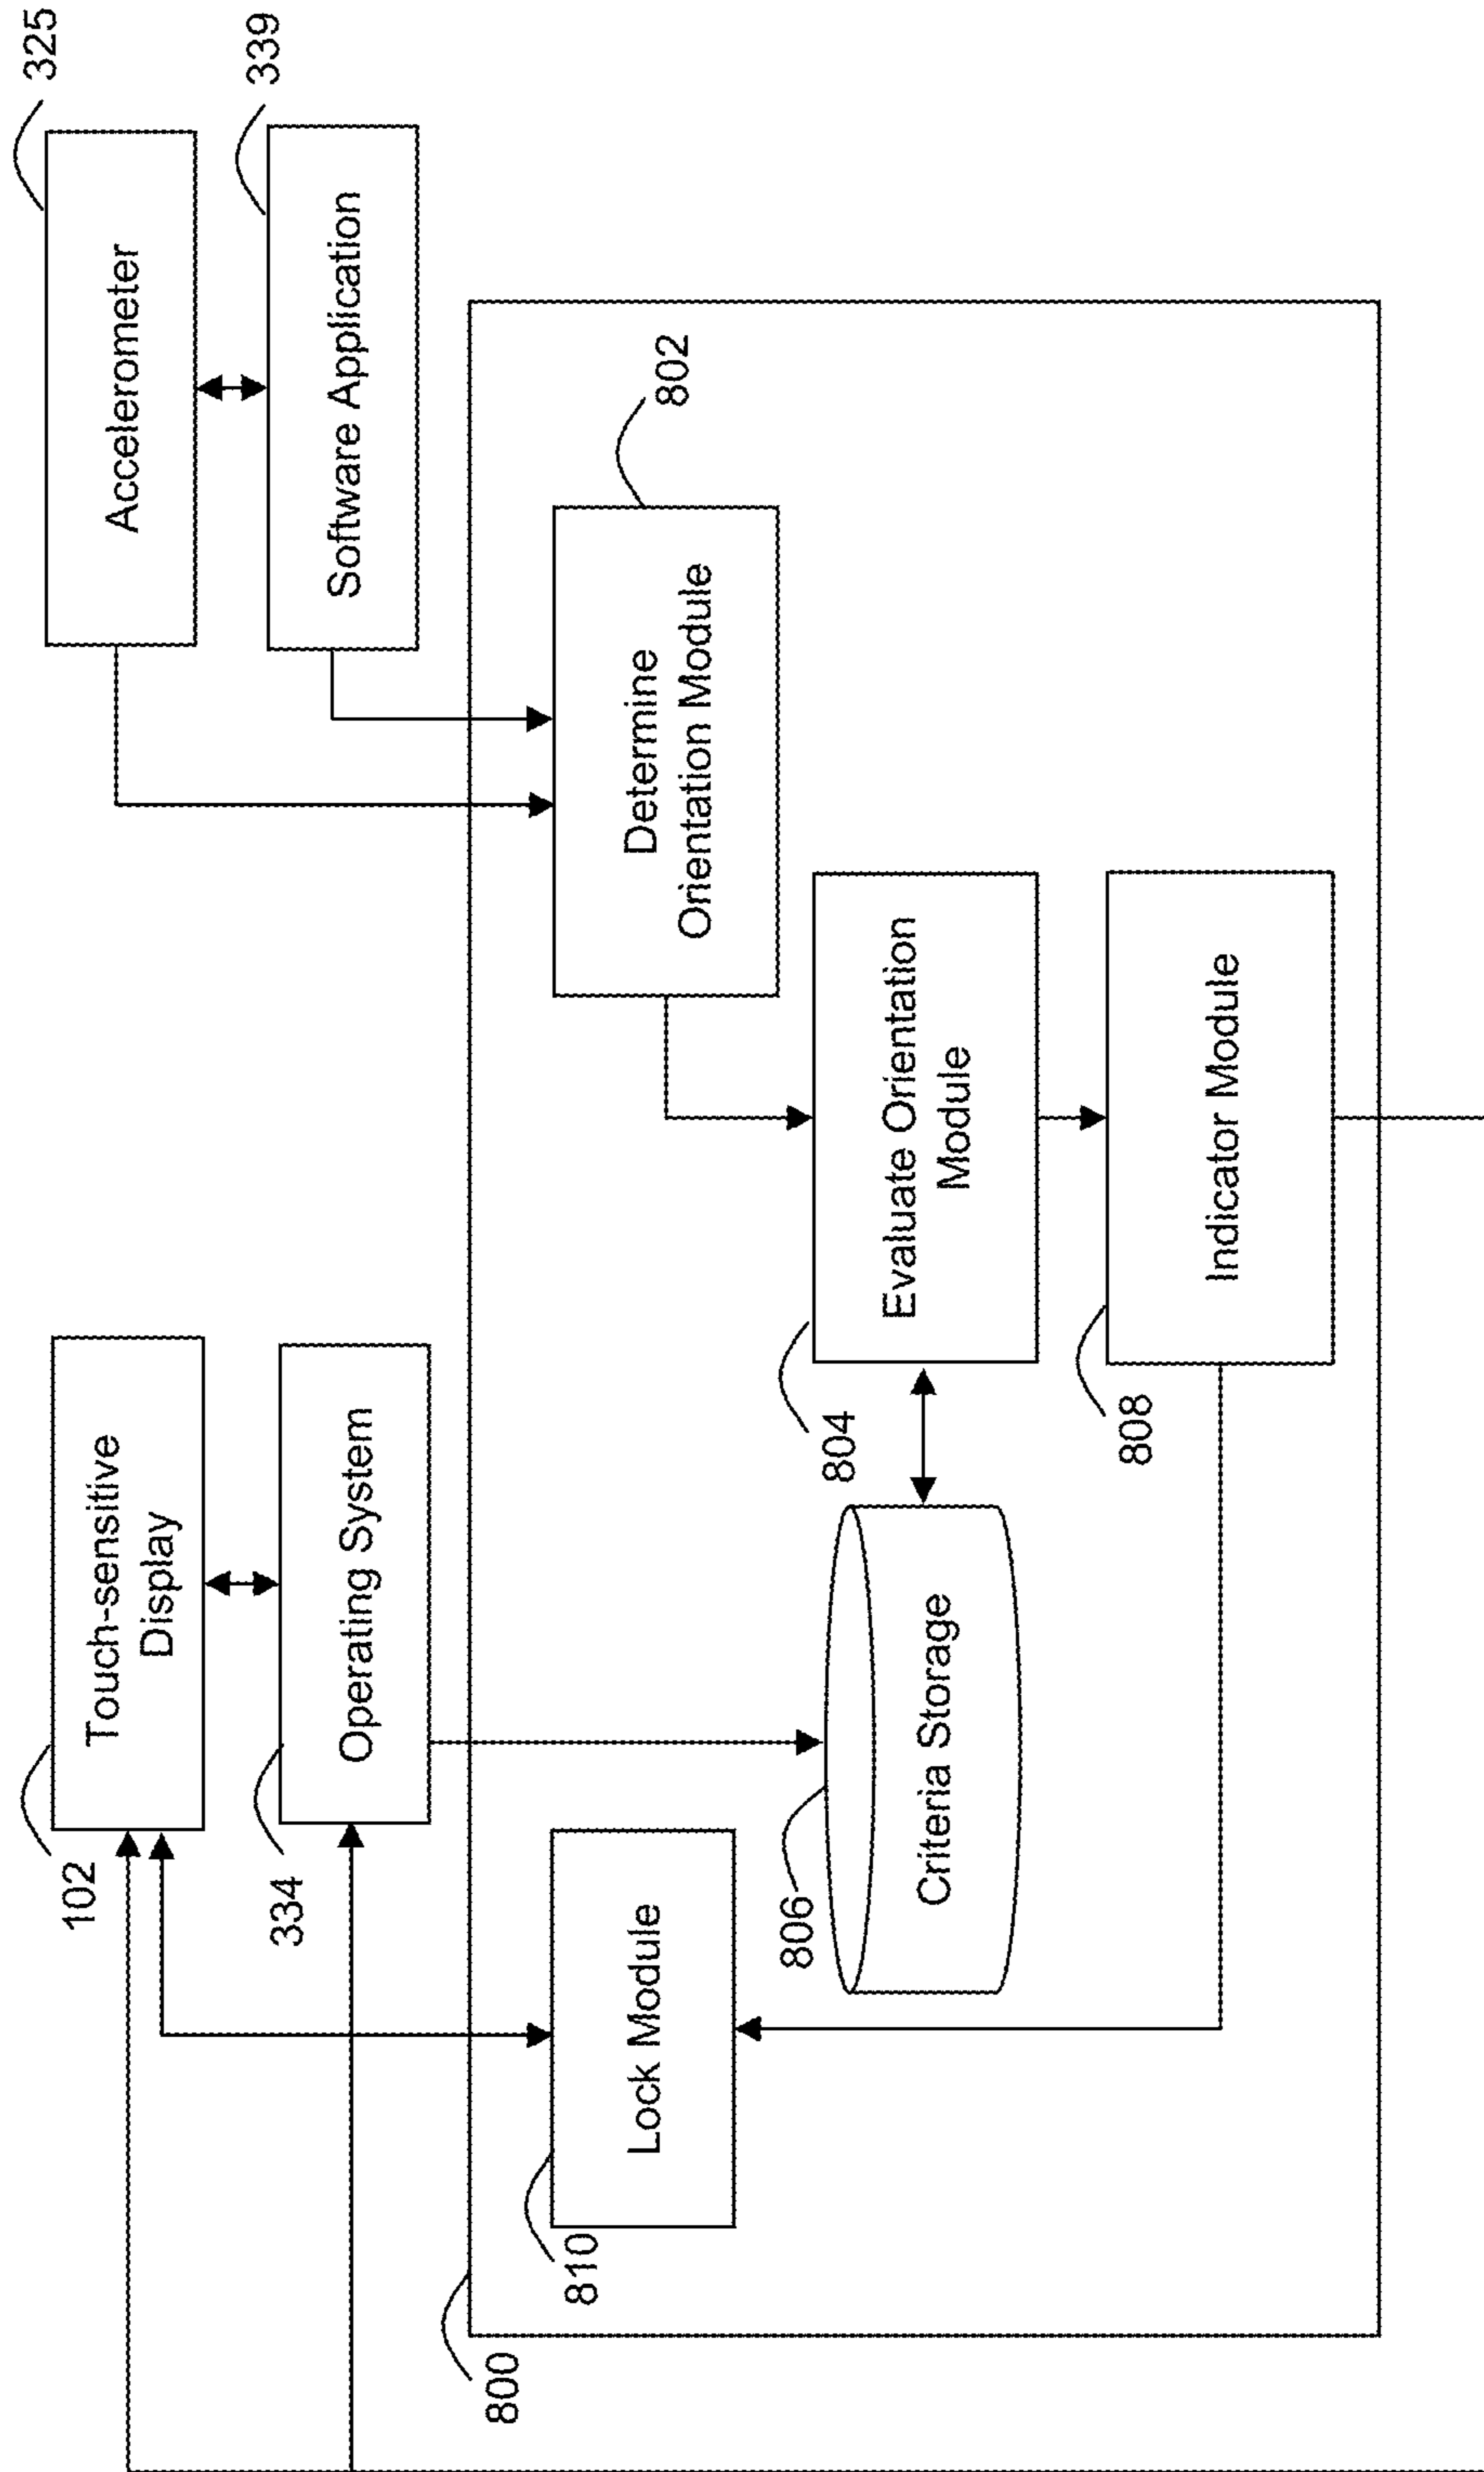 102
Touch-sensitive
Display
Accelerometer
325
334
Operating System
Software Application
339
800
810
Lock Module
Determine
Orientation Module
802
806
Criteria Storage
804
Evaluate Orientation
Module
808
Indicator Module